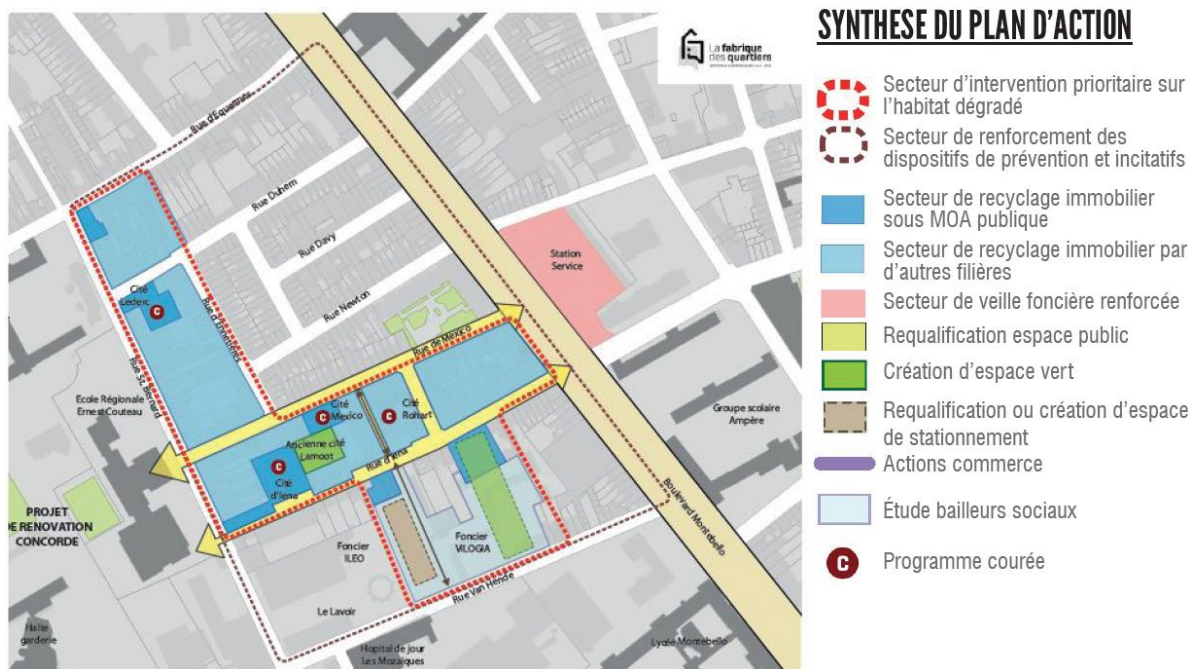 SYNTHESE DU PLAN D'ACTION
Secteur d'intervention prioritaire sur
l'habitat dégradé
Secteur de renforcement des
dispositifs de prévention et incitatifs
Secteur de recyclage immobilier
sous MOA publique
Secteur de recyclage immobilier par
d'autres filières
Secteur de veille foncière renforcée
Requalification espace public
Création d'espace vert
Requalification ou création d'espace
de stationnement
Actions commerce
Étude bailleurs sociaux
C
Programme courée
La fabrique
des quartiers
Rue d'Equermes
Rue Duhem
Rue Davy
Rue Newton
Station
Service
Cité
Leclerc
C
Rue d'Ennetières
Rue St. Bernard
Rue de Mexico
Ecole Régionale
Ernest Couteau
C
Cité
Mexico
C
Cité
Rohart
Ancienne cité
Lamoot
C
Cité
d'Iena
Rue d'Iena
Groupe scolaire
Ampère
Boulevard Montebello
PROJET
DE RENOVATION
CONCORDE
Foncier
ILEO
Foncier
VILOGIA
Rue Van Hende
Le Lavoir
Halte
garderie
Hopital de jour
Les Mozaiques
Lycée Montebello